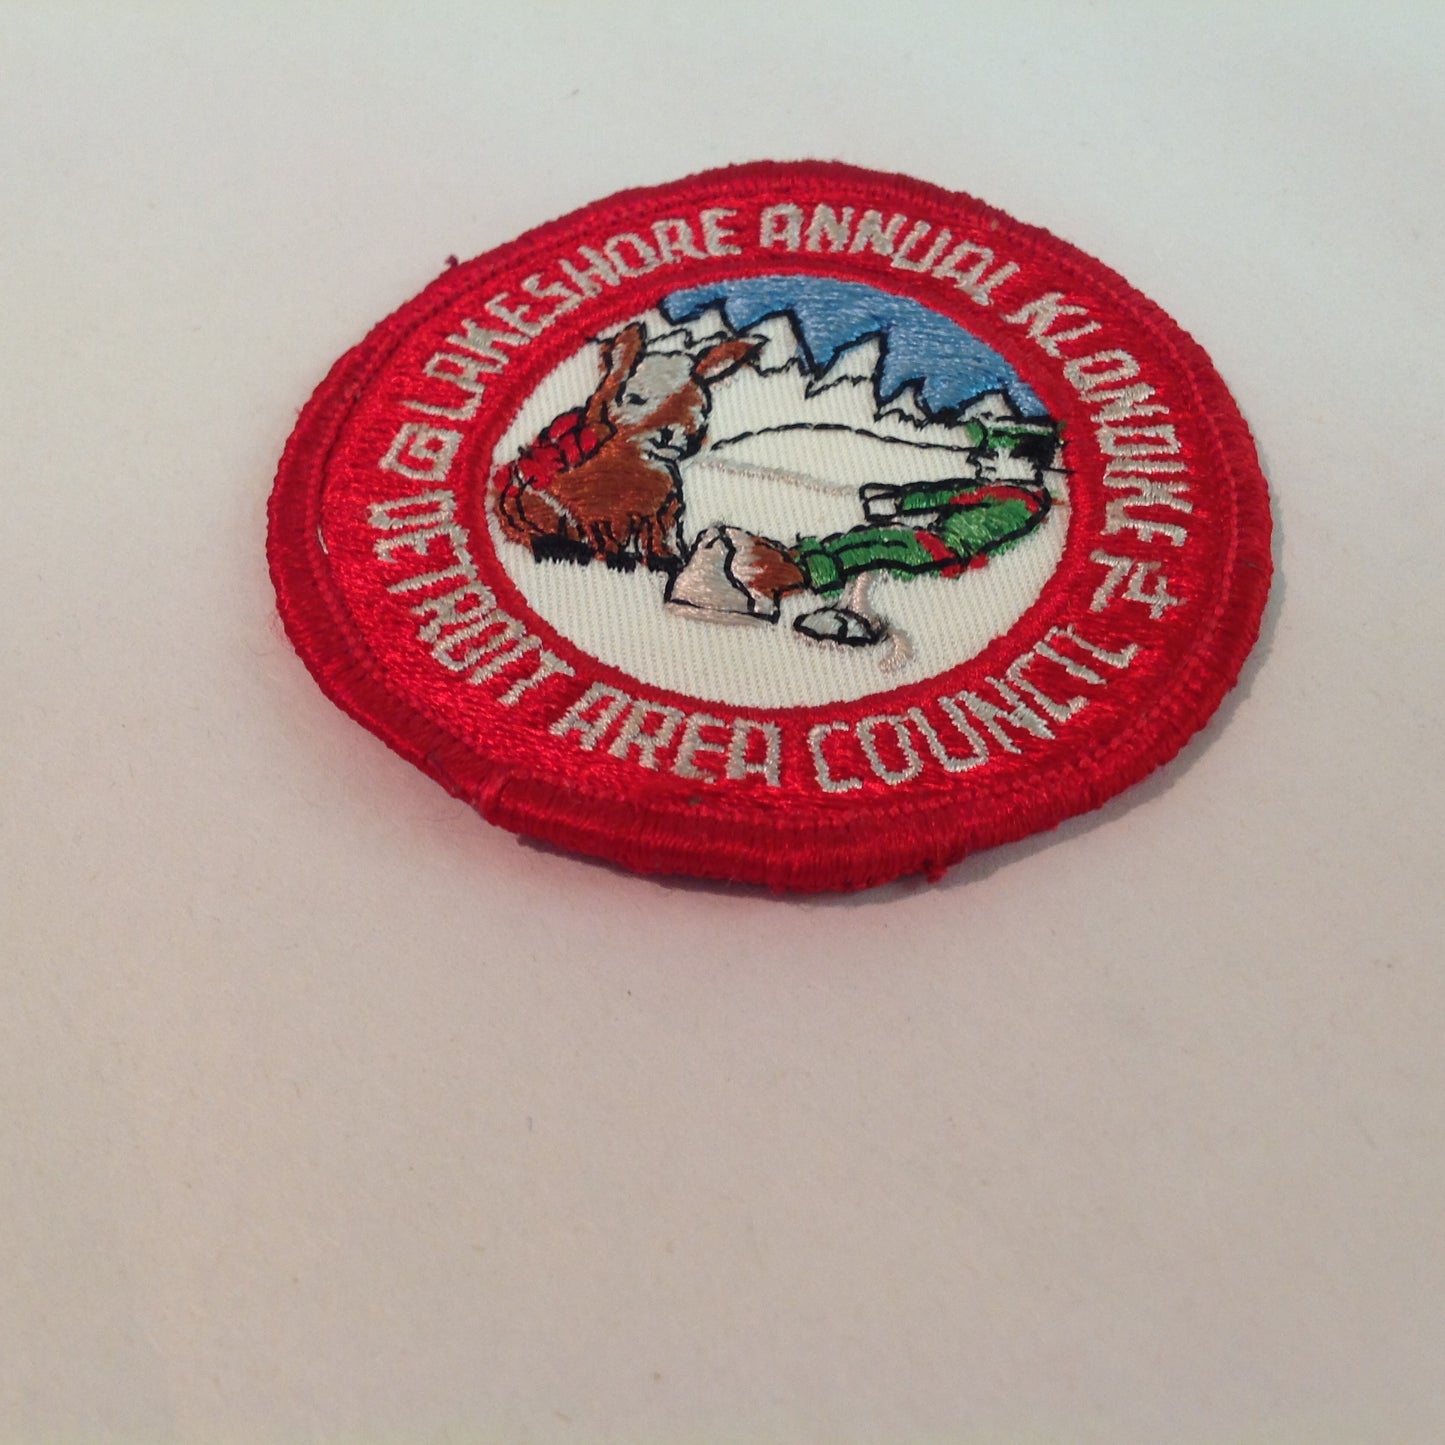 @ LAKESHORE ANNUAL KLONDIKE 74
DETROIT AREA COUNCIL